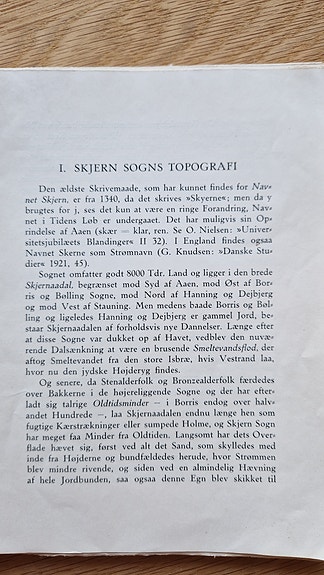 I. SKJERN SOGNS TOPOGRAFI
Den ældste Skrivemaade, som har kunnet findes for Nav-
net Skjern, er fra 1340, da det skrives »Skyerne«; men da y
brugtes for j, ses det kun at være en ringe Forandring, Nav-
net i Tidens Løb er undergaaet. Det har muligvis sin Op-
rindelse af Aaen (skær — klar, ren. Se O. Nielsen: »Univer-
sitetsjubilæets Blandinger« II 32). I England findes ogsaa
Navnet Skerne som Strømnavn (G. Knudsen: »Danske Stu-
dier« 1921, 45).
Sognet omfatter godt 8000 Tdr. Land og ligger i den brede
Skjernaadal, begrænset mod Syd af Aaen, mod Øst af Bor-
ris og Bølling Sogne, mod Nord af Hanning og Dejbjerg
og mod Vest af Stauning. Men medens baade Borris og Bøl-
ling og ligeledes Hanning og Dejbjerg er gammel Jord, be-
staar Skjernaadalen af forholdsvis nye Dannelser. Længe efter
at disse Sogne var dukket op af Havet, vedblev den nuvæ-
rende Dalsænkning at være en brusende Smeltevandsflod, der
aftog Smeltevandet fra den store Isbræ, hvis Vestrand laa,
hvor nu den jydske Højderyg findes.
Og senere, da Stenalderfolk og Bronzealderfolk færdedes
over Bakkerne i de højereliggende Sogne og der har efter-
ladt sig talrige Oldtidsminder — i Borris endog over halv-
andet Hundrede —, laa Skjernaadalen endnu længe hen som
fugtige Kærstrækninger eller sumpede Holme, og Skjern Sogn
har meget faa Minder fra Oldtiden. Langsomt har dets Over-
flade hævet sig, først ved alt det Sand, som skylledes med
inde fra Højderne og bundfældedes herude, hvor Strømmen
blev mindre rivende, og siden ved en almindelig Hævning
af hele Jordbunden, saa ogsaa denne Egn blev skikket til